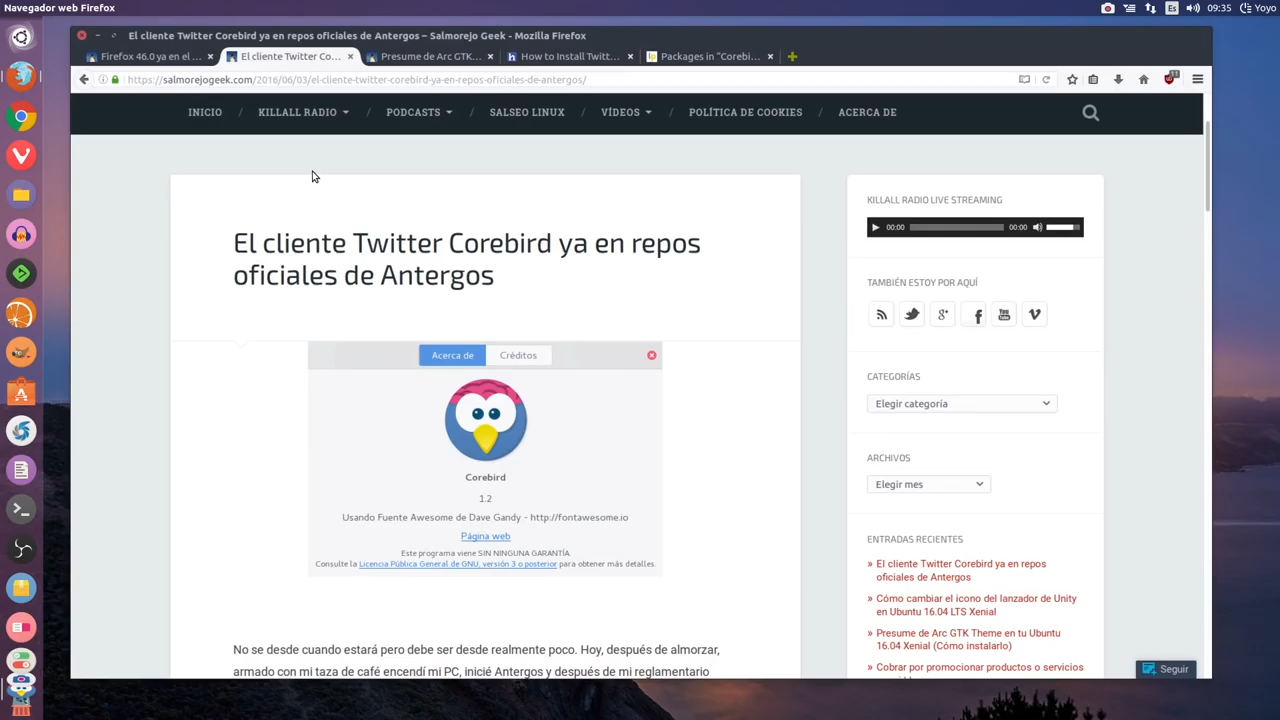 Navegador web Firefox
Es
09:35
Yoyo
El cliente Twitter Corebird ya en repos oficiales de Antergos – Salmorejo Geek - Mozilla Firefox
Firefox 46.0 ya en el ...
El cliente Twitter Co...
Presume de Arc GTK...
How to Install Twitt...
Packages in "Corebi...
https://salmorejogeek.com/2016/06/03/el-cliente-twitter-corebird-ya-en-repos-oficiales-de-antergos/
INICIO / KILLALL RADIO / PODCASTS / SALSEO LINUX / VÍDEOS / POLÍTICA DE COOKIES / ACERCA DE
El cliente Twitter Corebird ya en repos
oficiales de Antergos
Acerca de
Créditos
Corebird
1.2
Usando Fuente Awesome de Dave Gandy - http://fontawesome.io
Página web
Este programa viene SIN NINGUNA GARANTÍA.
Consulte la Licencia Pública General de GNU, versión 3 o posterior para obtener más detalles.
No se desde cuando estará pero debe ser desde realmente poco. Hoy, después de almorzar,
armado con mi taza de café encendí mi PC, inicié Antergos y después de mi reglamentario
KILLALL RADIO LIVE STREAMING
00:00
00:00
TAMBIÉN ESTOY POR AQUÍ
CATEGORÍAS
Elegir categoría
ARCHIVOS
Elegir mes
ENTRADAS RECIENTES
» El cliente Twitter Corebird ya en repos
oficiales de Antergos
» Cómo cambiar el icono del lanzador de Unity
en Ubuntu 16.04 LTS Xenial
» Presume de Arc GTK Theme en tu Ubuntu
16.04 Xenial (Cómo instalarlo)
» Cobrar por promocionar productos o servicios
Seguir